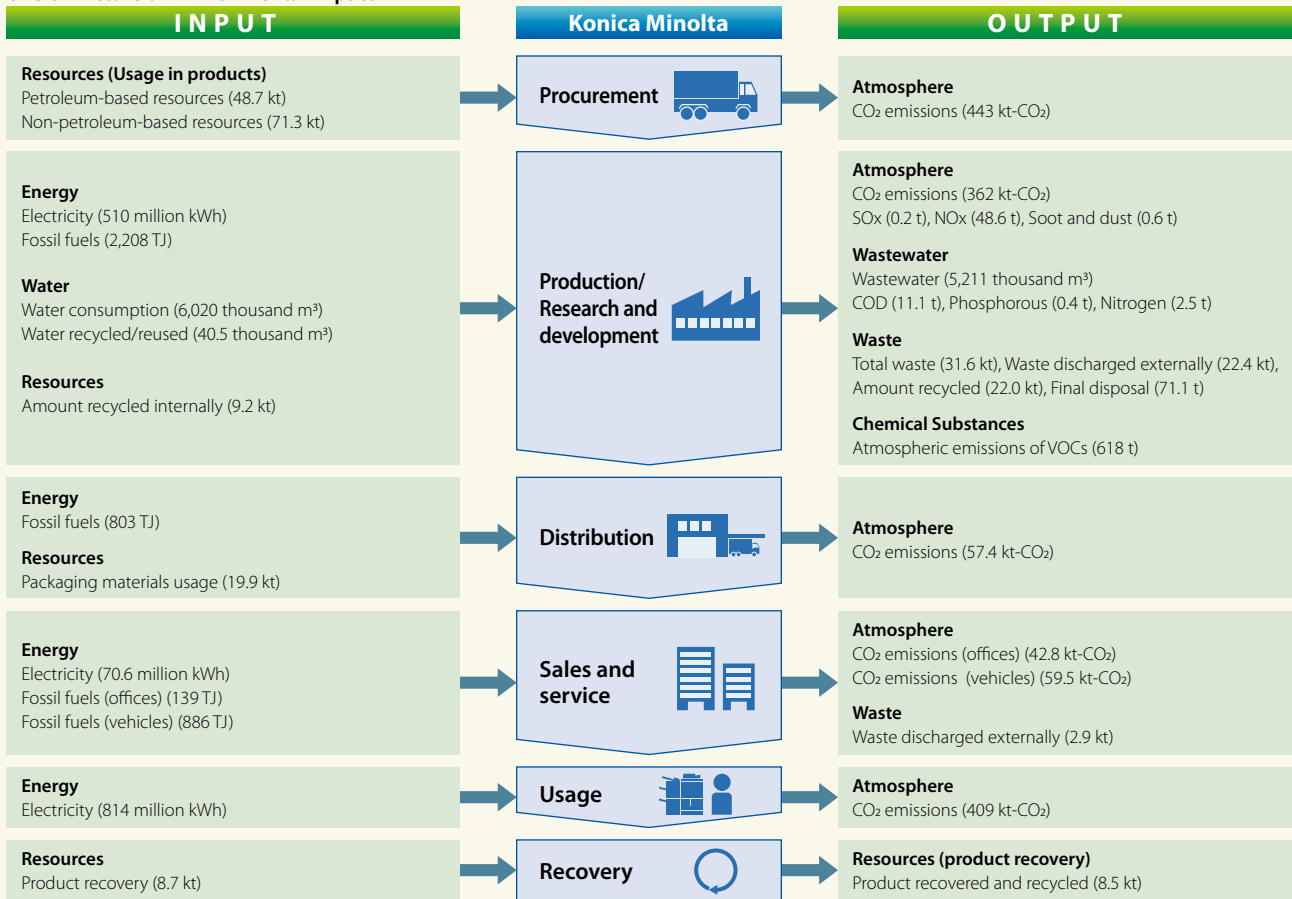 INPUT
Konica Minolta
OUTPUT
Resources (Usage in products)
Petroleum-based resources (48.7 kt)
Non-petroleum-based resources (71.3 kt)
Procurement
Atmosphere
CO₂ emissions (443 kt-CO₂)
Energy
Electricity (510 million kWh)
Fossil fuels (2,208 TJ)
Water
Water consumption (6,020 thousand m³)
Water recycled/reused (40.5 thousand m³)
Resources
Amount recycled internally (9.2 kt)
Production/
Research and
development
Atmosphere
CO₂ emissions (362 kt-CO₂)
SOx (0.2 t), NOx (48.6 t), Soot and dust (0.6 t)
Wastewater
Wastewater (5,211 thousand m³)
COD (11.1 t), Phosphorous (0.4 t), Nitrogen (2.5 t)
Waste
Total waste (31.6 kt), Waste discharged externally (22.4 kt),
Amount recycled (22.0 kt), Final disposal (71.1 t)
Chemical Substances
Atmospheric emissions of VOCs (618 t)
Energy
Fossil fuels (803 TJ)
Resources
Packaging materials usage (19.9 kt)
Distribution
Atmosphere
CO₂ emissions (57.4 kt-CO₂)
Energy
Electricity (70.6 million kWh)
Fossil fuels (offices) (139 TJ)
Fossil fuels (vehicles) (886 TJ)
Sales and
service
Atmosphere
CO₂ emissions (offices) (42.8 kt-CO₂)
CO₂ emissions (vehicles) (59.5 kt-CO₂)
Waste
Waste discharged externally (2.9 kt)
Energy
Electricity (814 million kWh)
Usage
Atmosphere
CO₂ emissions (409 kt-CO₂)
Resources
Product recovery (8.7 kt)
Recovery
Resources (product recovery)
Product recovered and recycled (8.5 kt)